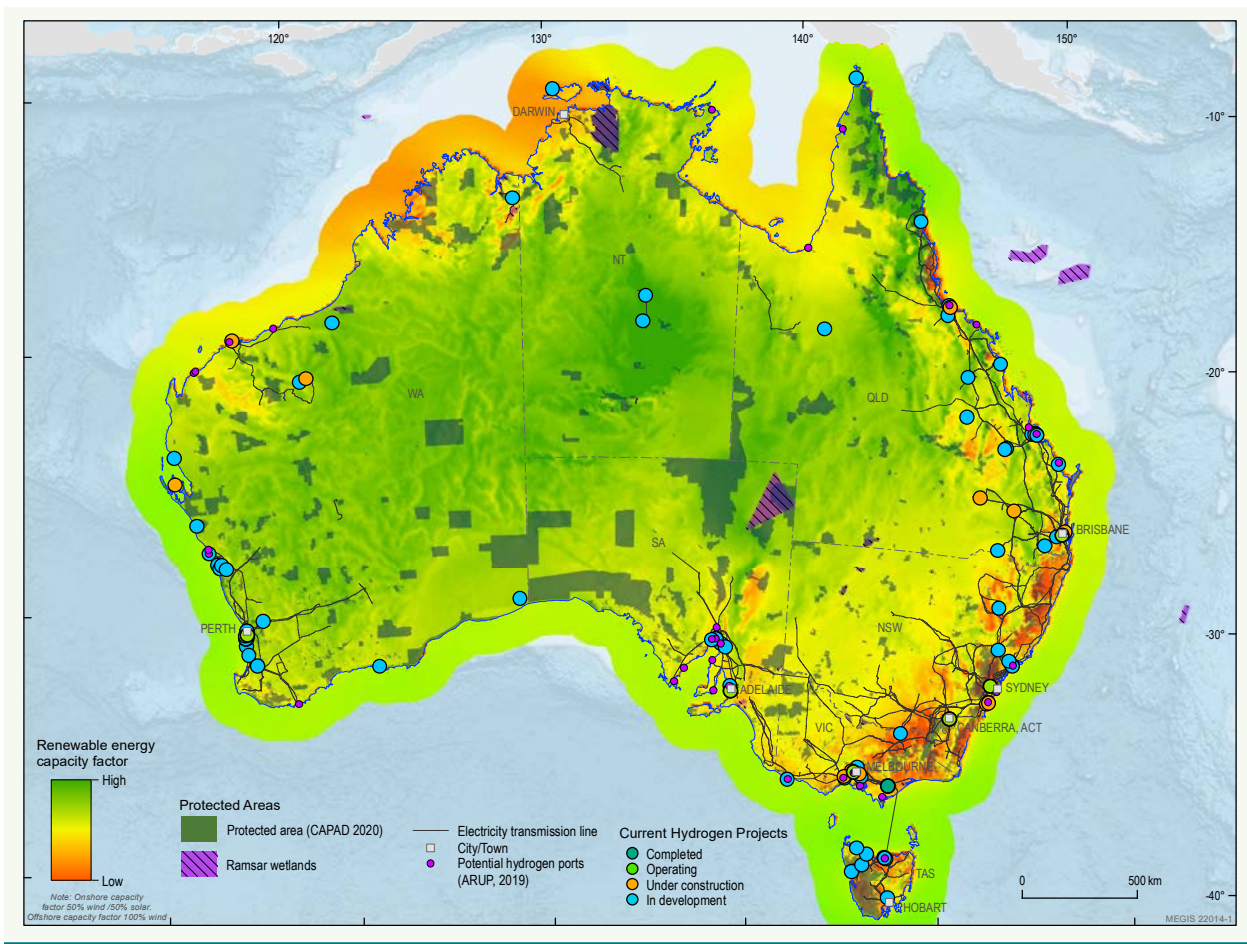 120°
130°
140°
150°
DARWIN
-10°
NT
-20°
WA
QLD
BRISBANE
SA
PERTH
NSW
-30°
ADELAIDE
SYDNEY
VIC
CANBERRA, ACT
MELBOURNE
TAS
HOBART
-40°
Renewable energy
capacity factor
High
Low
Note: Onshore capacity
factor 50% wind /50% solar.
Offshore capacity factor 100% wind
Protected Areas
Protected area (CAPAD 2020)
Ramsar wetlands
Electricity transmission line
City/Town
Potential hydrogen ports
(ARUP, 2019)
Current Hydrogen Projects
Completed
Operating
Under construction
In development
0
500 km
MEGIS 22014-1